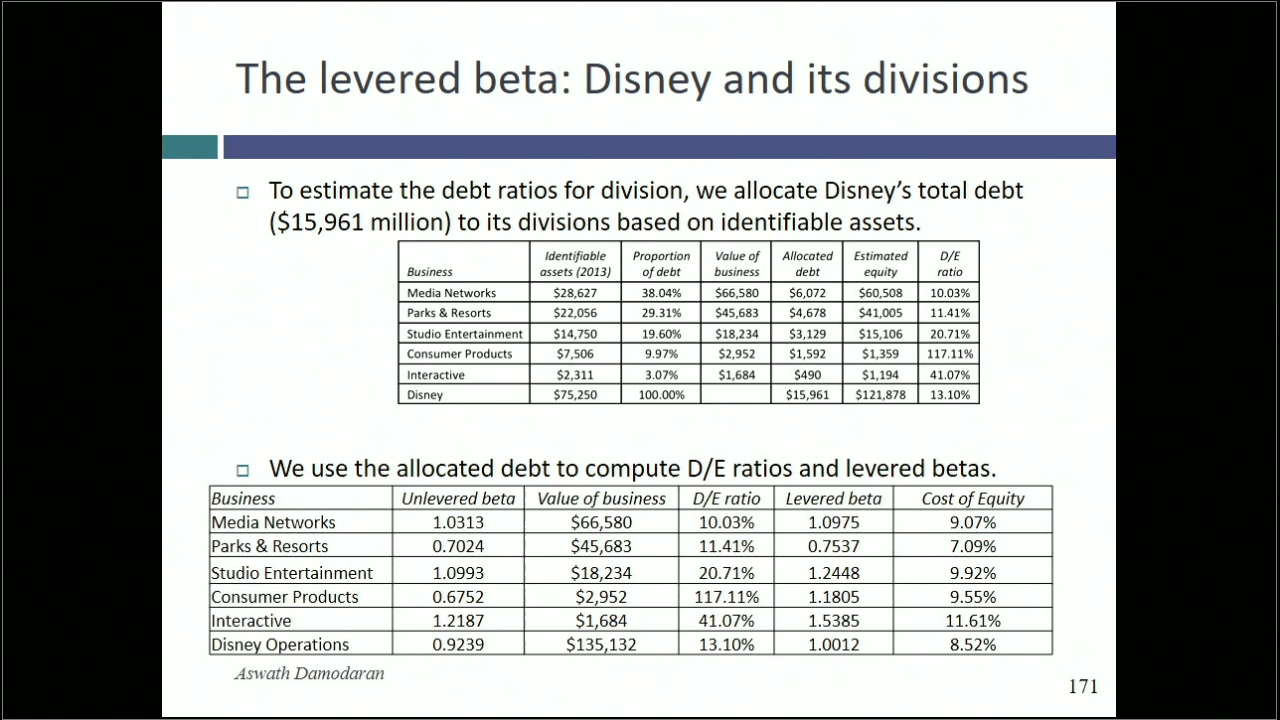 The levered beta: Disney and its divisions
To estimate the debt ratios for division, we allocate Disney's total debt
($15,961 million) to its divisions based on identifiable assets.
Business Identifiable assets (2013) Proportion of debt Value of business Allocated debt Estimated equity D/E ratio
Media Networks $28,627 38.04% $66,580 $6,072 $60,508 10.03%
Parks & Resorts $22,056 29.31% $45,683 $4,678 $41,005 11.41%
Studio Entertainment $14,750 19.60% $18,234 $3,129 $15,106 20.71%
Consumer Products $7,506 9.97% $2,952 $1,592 $1,359 117.11%
Interactive $2,311 3.07% $1,684 $490 $1,194 41.07%
Disney $75,250 100.00% $15,961 $121,878 13.10%
We use the allocated debt to compute D/E ratios and levered betas.
Business Unlevered beta Value of business D/E ratio Levered beta Cost of Equity
Media Networks 1.0313 $66,580 10.03% 1.0975 9.07%
Parks & Resorts 0.7024 $45,683 11.41% 0.7537 7.09%
Studio Entertainment 1.0993 $18,234 20.71% 1.2448 9.92%
Consumer Products 0.6752 $2,952 117.11% 1.1805 9.55%
Interactive 1.2187 $1,684 41.07% 1.5385 11.61%
Disney Operations 0.9239 $135,132 13.10% 1.0012 8.52%
Aswath Damodaran
171